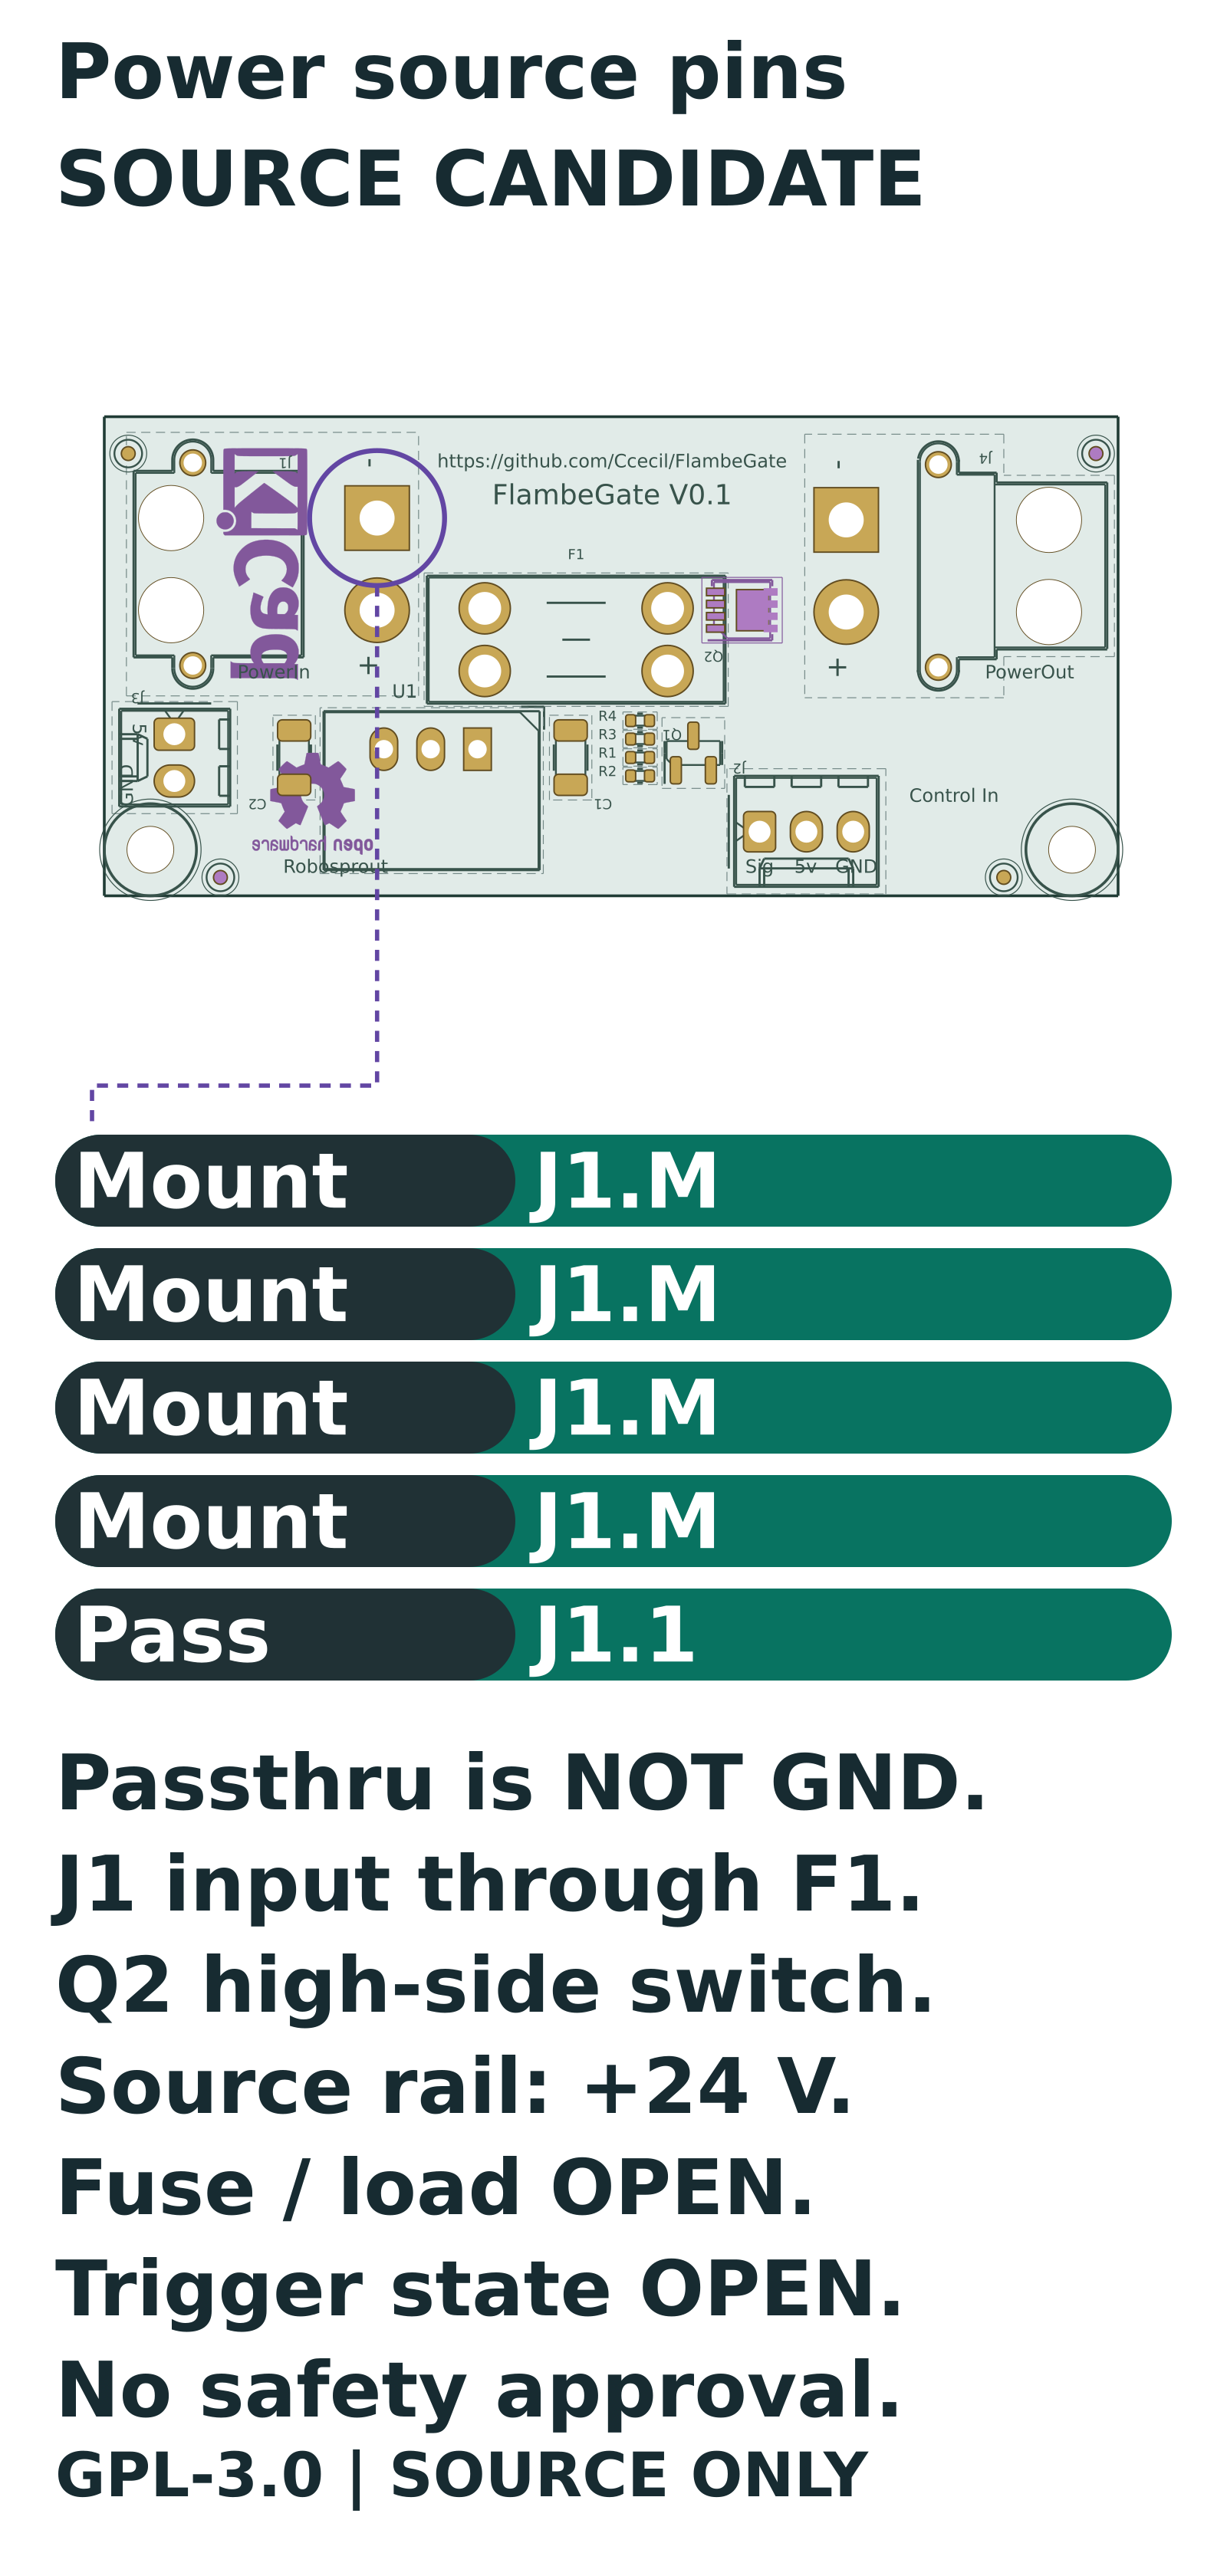 Power source pins
SOURCE CANDIDATE
J1
-
https://github.com/Ccecil/FlambeGate
-
J4
FlambeGate V0.1
KiCad
F1
Q2
PowerIn
+
+
PowerOut
J3
U1
5v
R4
R3
Q1
R1
R2
J2
GND
C2
C1
Control In
open hardware
Robosprout
Sig 5v GND
Mount J1.M
Mount J1.M
Mount J1.M
Mount J1.M
Pass J1.1
Passthru is NOT GND.
J1 input through F1.
Q2 high-side switch.
Source rail: +24 V.
Fuse / load OPEN.
Trigger state OPEN.
No safety approval.
GPL-3.0 | SOURCE ONLY